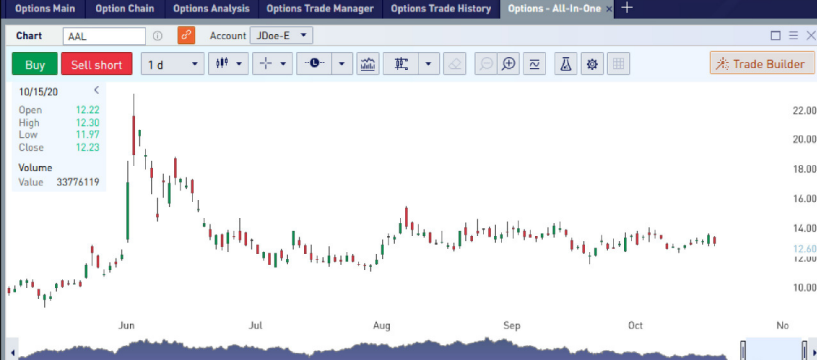 Options Main Option Chain Options Analysis Options Trade Manager Options Trade History Options - All-In-One × +
Chart AAL Account JDoe-E
Buy Sell short 1 d Trade Builder
10/15/20
Open 12.22
High 12.30
Low 11.97
Close 12.23
Volume
Value 33776119
22.00
20.00
18.00
16.00
14.00
12.60
12.00
10.00
Jun Jul Aug Sep Oct No